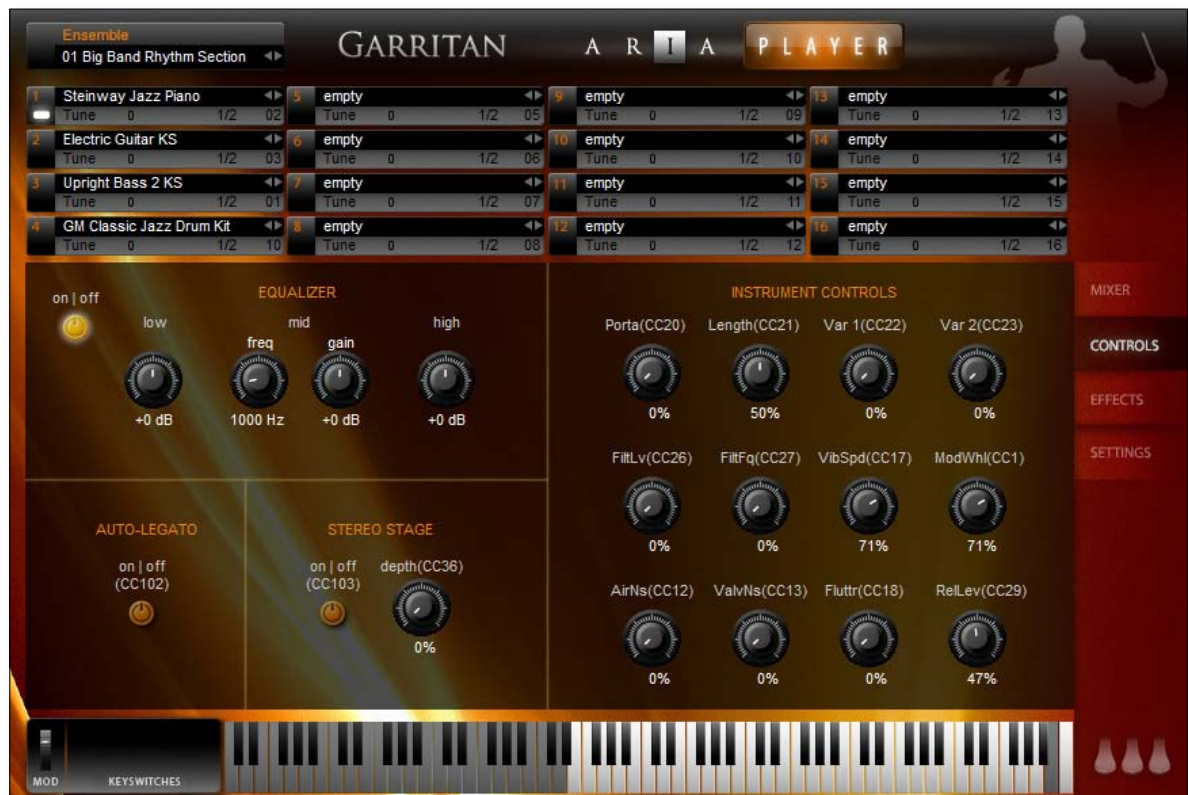 Ensemble
01 Big Band Rhythm Section
GARRITAN
ARIA PLAYER
1 Steinway Jazz Piano
Tune 0 1/2 02
5 empty
Tune 0 1/2 05
9 empty
Tune 0 1/2 09
13 empty
Tune 0 1/2 13
2 Electric Guitar KS
Tune 0 1/2 03
6 empty
Tune 0 1/2 06
10 empty
Tune 0 1/2 10
14 empty
Tune 0 1/2 14
3 Upright Bass 2 KS
Tune 0 1/2 01
7 empty
Tune 0 1/2 07
11 empty
Tune 0 1/2 11
15 empty
Tune 0 1/2 15
4 GM Classic Jazz Drum Kit
Tune 0 1/2 10
8 empty
Tune 0 1/2 08
12 empty
Tune 0 1/2 12
16 empty
Tune 0 1/2 16
on | off
EQUALIZER
low
mid
high
freq
gain
+0 dB
1000 Hz
+0 dB
+0 dB
AUTO-LEGATO
on | off
(CC102)
STEREO STAGE
on | off
(CC103)
depth(CC36)
0%
INSTRUMENT CONTROLS
Porta(CC20) Length(CC21) Var 1(CC22) Var 2(CC23)
0% 50% 0% 0%
FiltLv(CC26) FiltFq(CC27) VibSpd(CC17) ModWhl(CC1)
0% 0% 71% 71%
AirNs(CC12) ValvNs(CC13) Fluttr(CC18) RelLev(CC29)
0% 0% 0% 47%
MIXER
CONTROLS
EFFECTS
SETTINGS
MOD
KEYSWITCHES